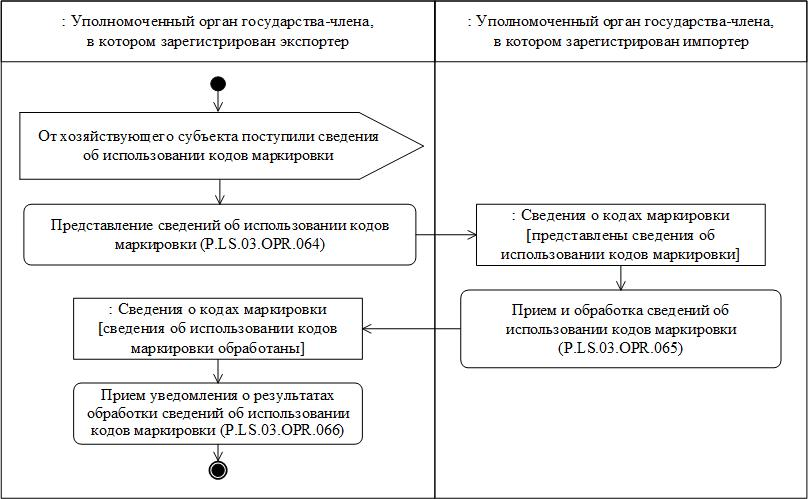 : Уполномоченный орган государства-члена,
в котором зарегистрирован экспортер
: Уполномоченный орган государства-члена,
в котором зарегистрирован импортер
От хозяйствующего субъекта поступили сведения
об использовании кодов маркировки
Представление сведений об использовании кодов
маркировки (P.LS.03.OPR.064)
: Сведения о кодах маркировки
[представлены сведения об
использовании кодов маркировки]
Прием и обработка сведений об
использовании кодов маркировки
(P.LS.03.OPR.065)
: Сведения о кодах маркировки
[сведения об использовании кодов
маркировки обработаны]
Прием уведомления о результатах
обработки сведений об использовании
кодов маркировки (P.LS.03.OPR.066)